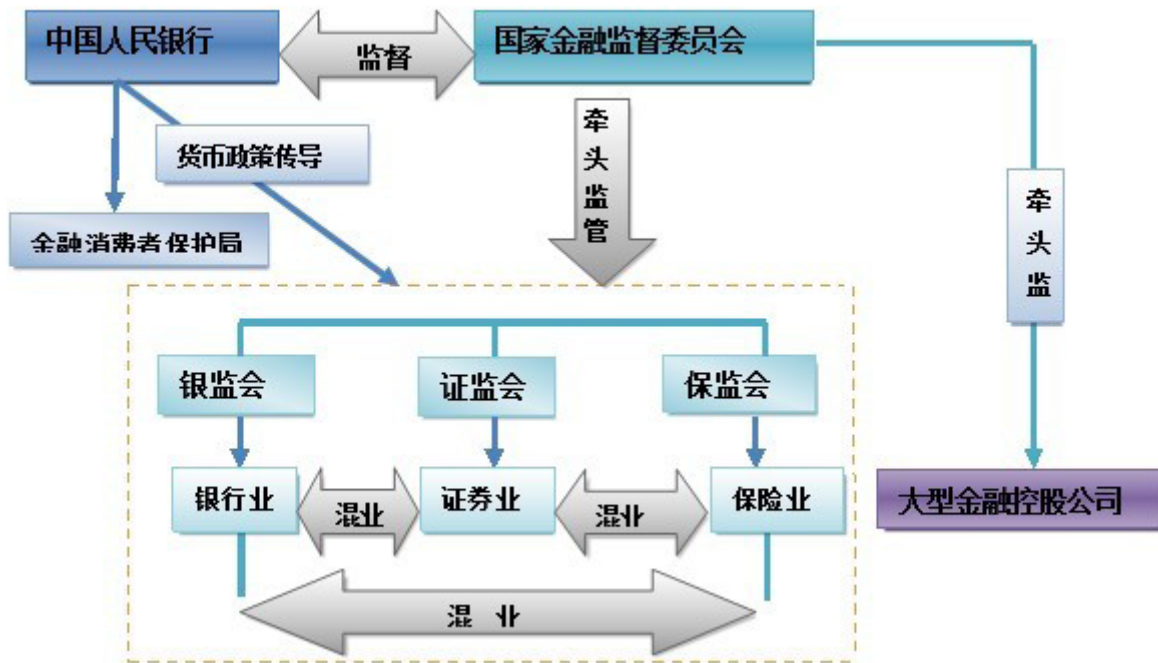 中国人民银行
监督
国家金融监督委员会
牵头监管
货币政策传导
牵头监
金融消费者保护局
银监会
证监会
保监会
银行业
混业
证券业
混业
保险业
大型金融控股公司
混 业